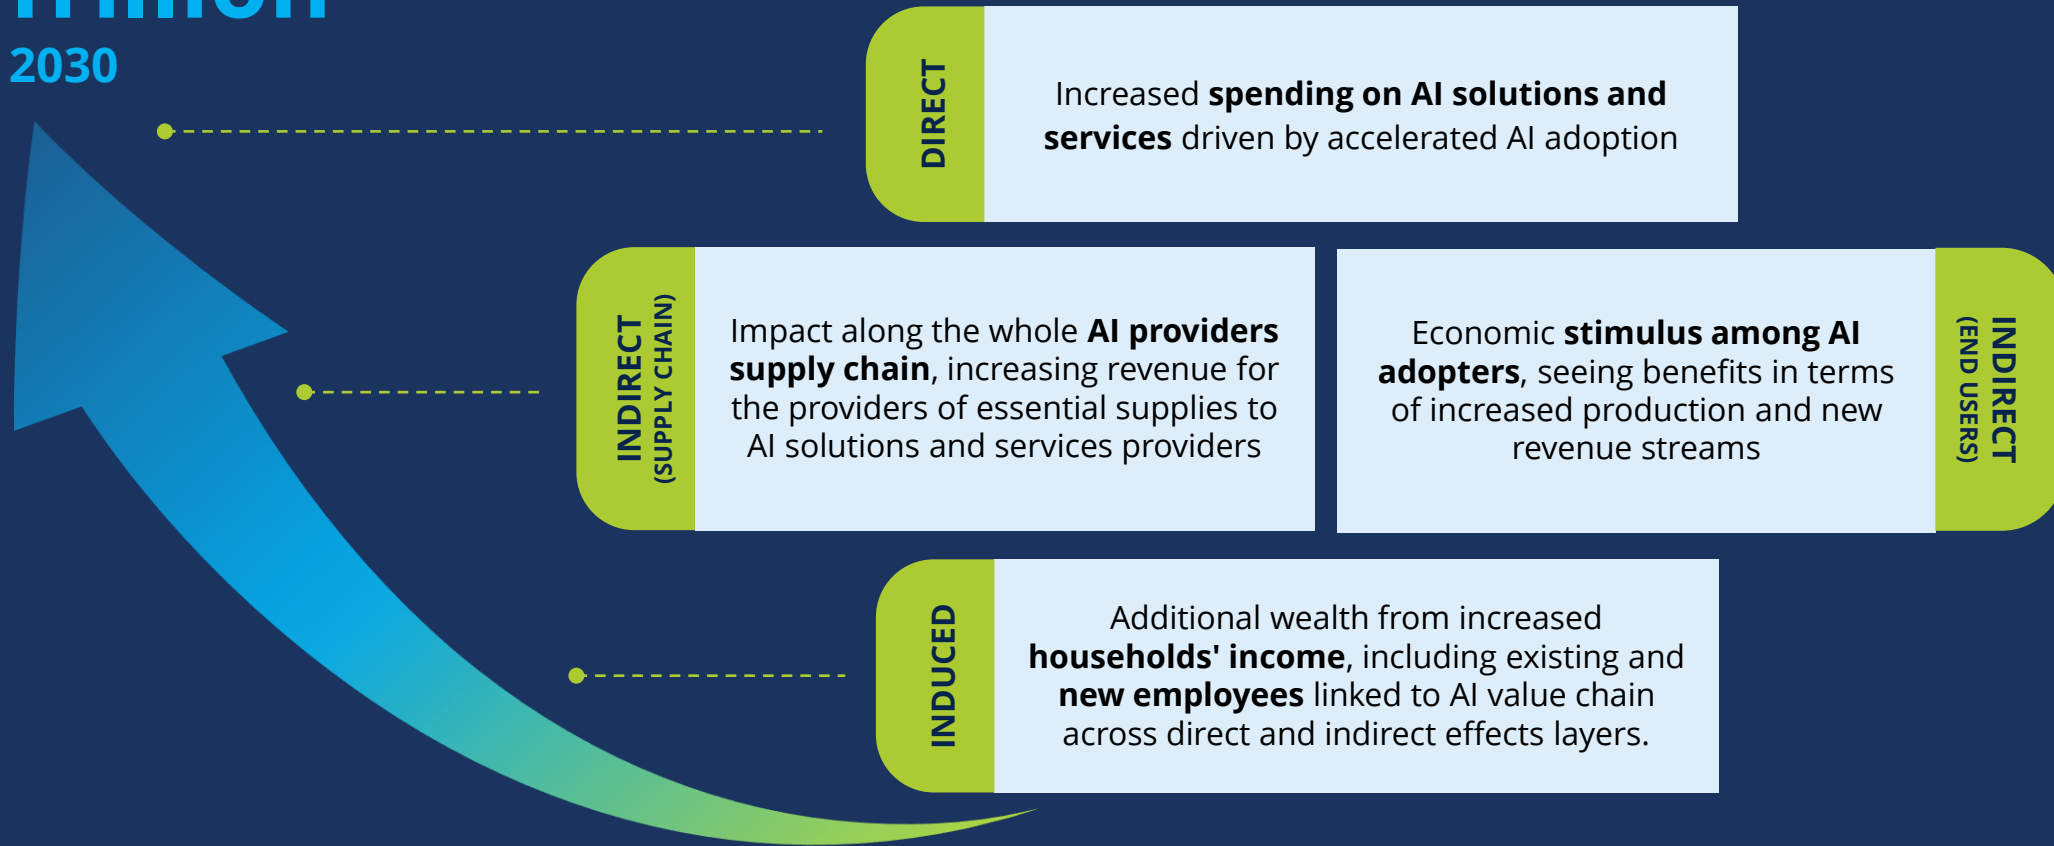 2030
DIRECT
Increased spending on AI solutions and
services driven by accelerated AI adoption
INDIRECT
(SUPPLY CHAIN)
Impact along the whole AI providers
supply chain, increasing revenue for
the providers of essential supplies to
AI solutions and services providers
Economic stimulus among AI
adopters, seeing benefits in terms
of increased production and new
revenue streams
INDIRECT
(END USERS)
INDUCED
Additional wealth from increased
households' income, including existing and
new employees linked to AI value chain
across direct and indirect effects layers.